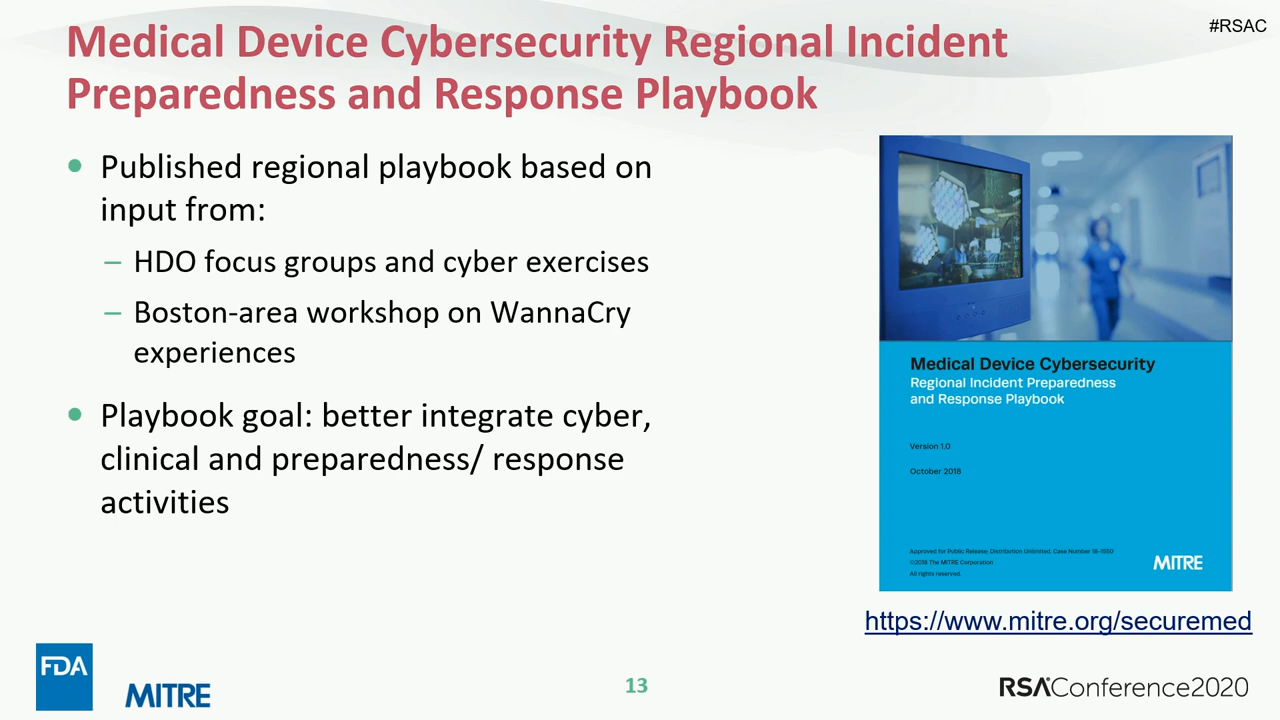 #RSAC
Medical Device Cybersecurity Regional Incident
Preparedness and Response Playbook
• Published regional playbook based on
input from:
– HDO focus groups and cyber exercises
– Boston-area workshop on WannaCry
experiences
• Playbook goal: better integrate cyber,
clinical and preparedness/ response
activities
Medical Device Cybersecurity
Regional Incident Preparedness
and Response Playbook
Version 1.0
October 2018
Approved for Public Release; Distribution Unlimited. Case Number 18-1550
©2018 The MITRE Corporation
All rights reserved.
MITRE
https://www.mitre.org/securemed
FDA
MITRE
13
RSAConference2020